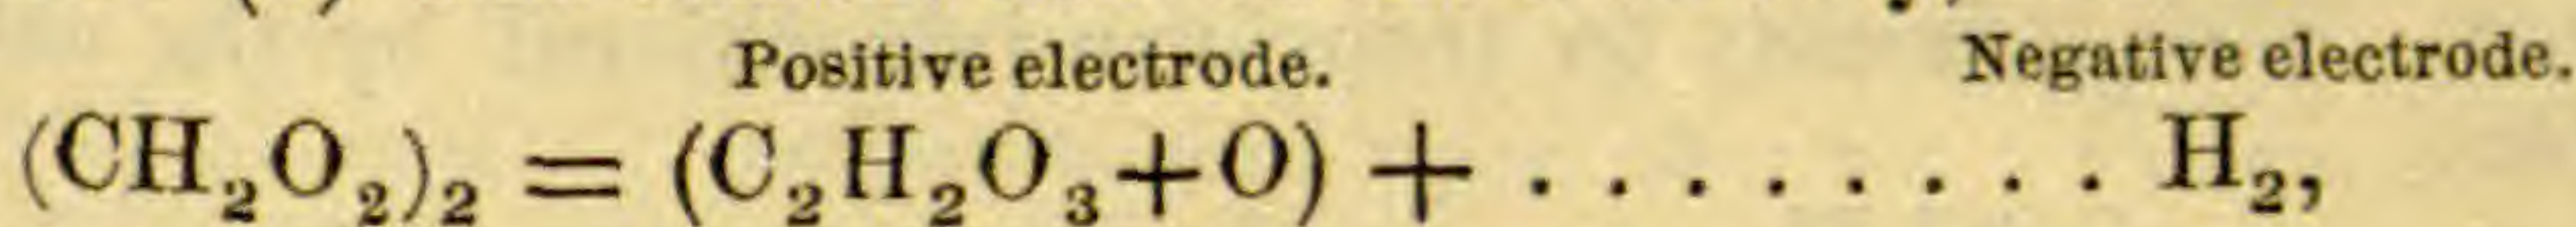 Positive electrode. Negative electrode.
(CH₂O₂)₂ = (C₂H₂O₃+O) + . . . . . . . . H₂,